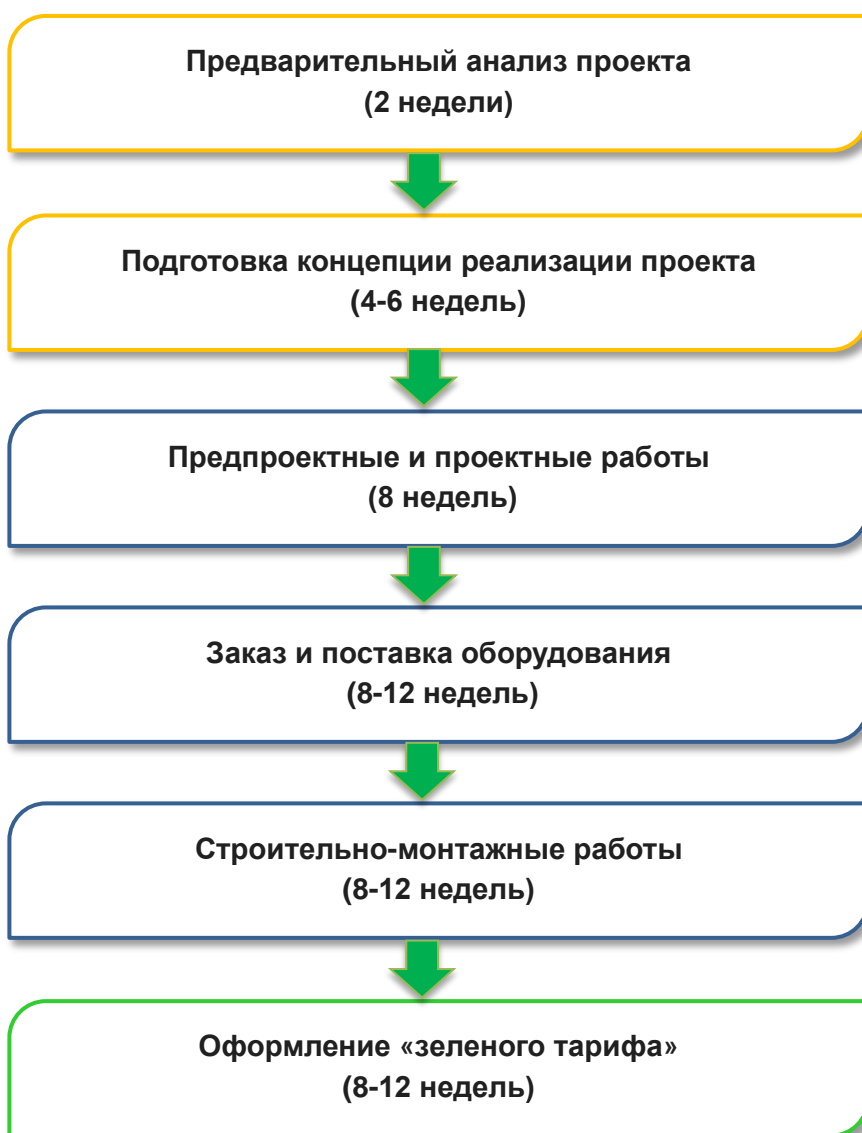 Предварительный анализ проекта
(2 недели)
Подготовка концепции реализации проекта
(4-6 недель)
Предпроектные и проектные работы
(8 недель)
Заказ и поставка оборудования
(8-12 недель)
Строительно-монтажные работы
(8-12 недель)
Оформление «зеленого тарифа»
(8-12 недель)